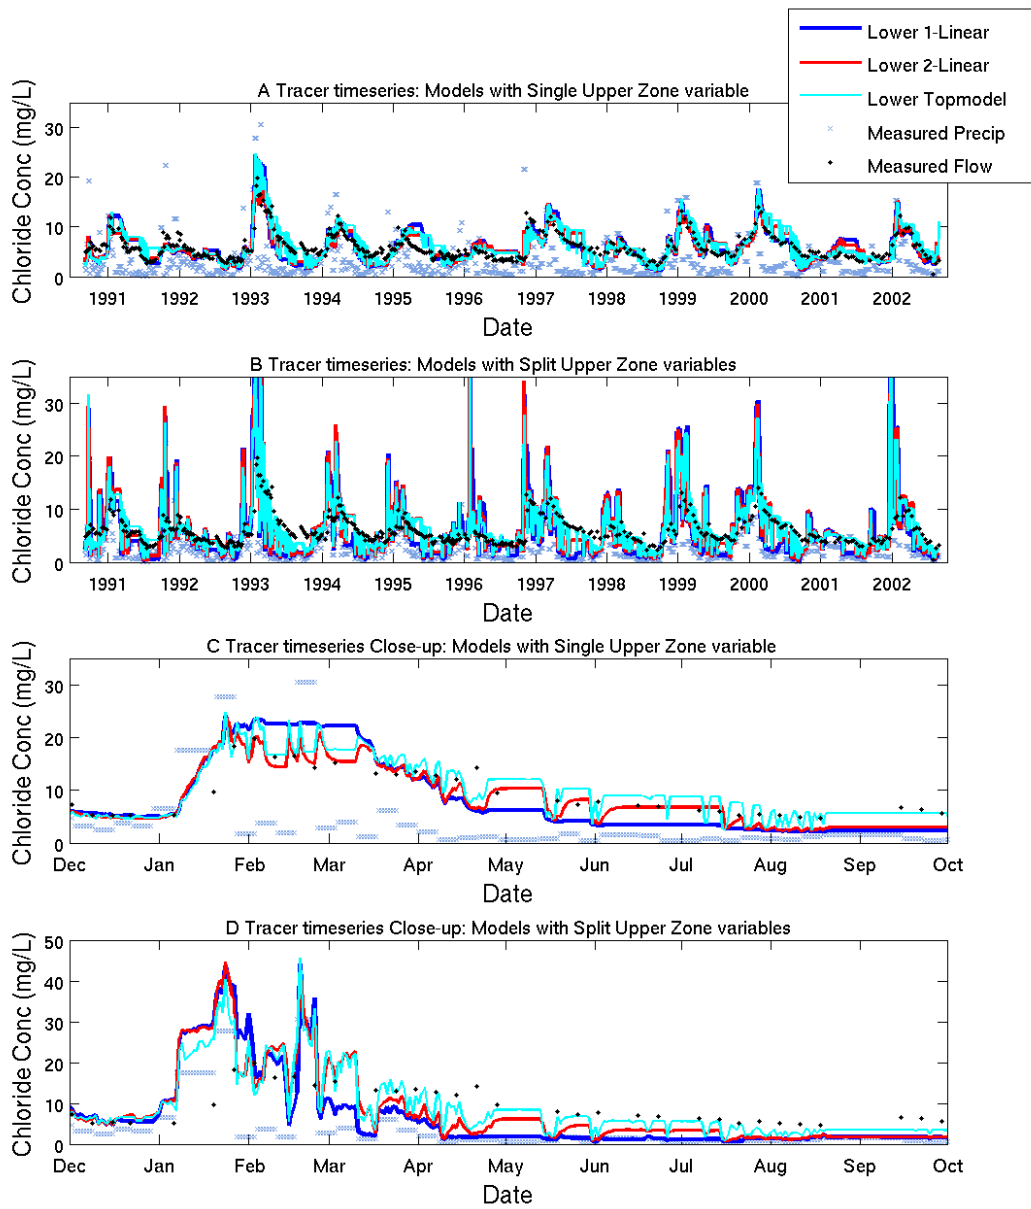 Lower 1-Linear
Lower 2-Linear
Lower Topmodel
Measured Precip
Measured Flow
A Tracer timeseries: Models with Single Upper Zone variable
Chloride Conc (mg/L)
30
20
10
0
1991 1992 1993 1994 1995 1996 1997 1998 1999 2000 2001 2002
Date
B Tracer timeseries: Models with Split Upper Zone variables
Chloride Conc (mg/L)
30
20
10
0
1991 1992 1993 1994 1995 1996 1997 1998 1999 2000 2001 2002
Date
C Tracer timeseries Close-up: Models with Single Upper Zone variable
Chloride Conc (mg/L)
30
20
10
0
Dec Jan Feb Mar Apr May Jun Jul Aug Sep Oct
Date
D Tracer timeseries Close-up: Models with Split Upper Zone variables
Chloride Conc (mg/L)
50
40
30
20
10
0
Dec Jan Feb Mar Apr May Jun Jul Aug Sep Oct
Date